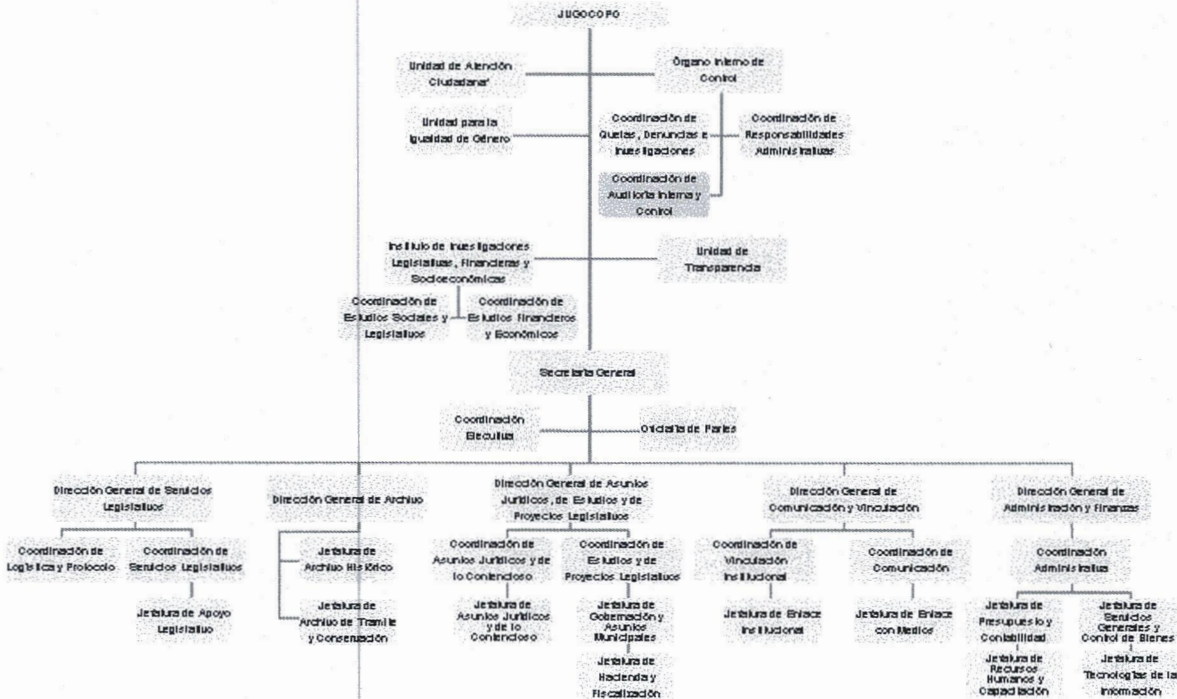 JUGOCOPO
Unidad de Atención
Ciudadana'
Órgano Interno de
Control
Unidad para la
Igualdad de Género
Coordinación de
Quejas, Denuncias e
Investigaciones
Coordinación de
Responsabilidades
Administrativas
Coordinación de
Auditoría Interna y
Control
Instituto de Investigaciones
Legislativas, Financieras y
Socioeconómicas
Unidad de
Transparencia
Coordinación de
Estudios Sociales y
Legislativos
Coordinación de
Estudios Financieros
y Económicos
Secretaría General
Coordinación
Ejecutiva
Oficialía de Partes
Dirección General de Servicios
Legislativos
Dirección General de Archivo
Dirección General de Asuntos
Jurídicos, de Estudios y de
Proyectos Legislativos
Dirección General de
Comunicación y Vinculación
Dirección General de
Administración y Finanzas
Coordinación de
Logística y Protocolo
Coordinación de
Servicios Legislativos
Jefatura de
Archivo Histórico
Coordinación de
Asuntos Jurídicos y de
lo Contencioso
Coordinación de
Estudios y de
Proyectos Legislativos
Coordinación de
Vinculación
Institucional
Coordinación de
Comunicación
Coordinación
Administrativa
Jefatura de Apoyo
Legislativo
Jefatura de
Archivo de Tramite
y Conservación
Jefatura de
Asuntos Jurídicos
y de lo
Contencioso
Jefatura de
Gobernación y
Asuntos
Municipales
Jefatura de Enlace
Institucional
Jefatura de Enlace
con Medios
Jefatura de
Presupuesto y
Contabilidad
Jefatura de
Servicios
Generales y
Control de Bienes
Jefatura de
Hacienda y
Fiscalización
Jefatura de
Recursos
Humanos y
Capacitación
Jefatura de
Tecnologías de la
Información